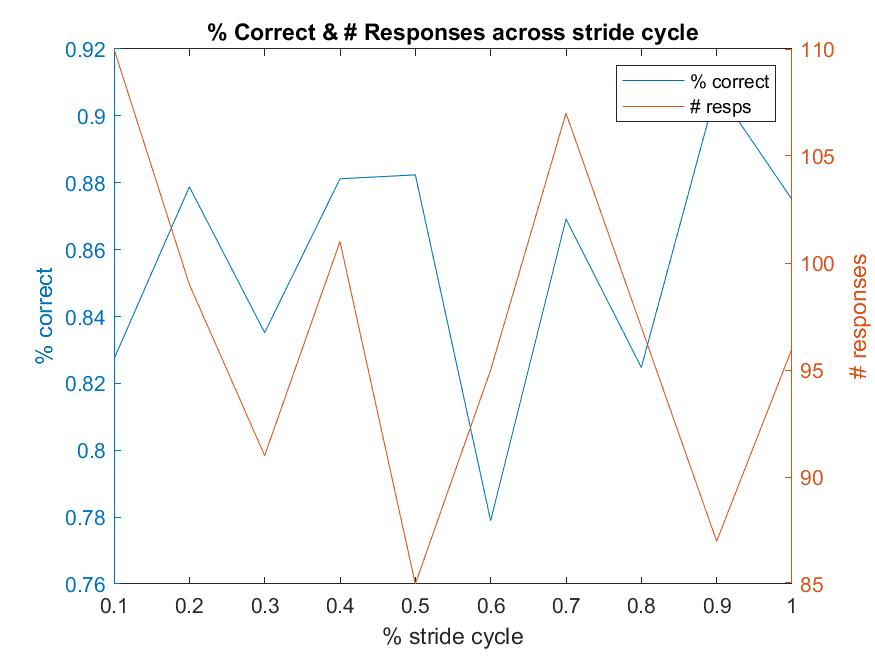 % Correct & # Responses across stride cycle
0.92
0.9
0.88
0.86
0.84
0.82
0.8
0.78
0.76
% correct
% correct
# resps
110
105
100
95
90
85
# responses
0.1 0.2 0.3 0.4 0.5 0.6 0.7 0.8 0.9 1
% stride cycle